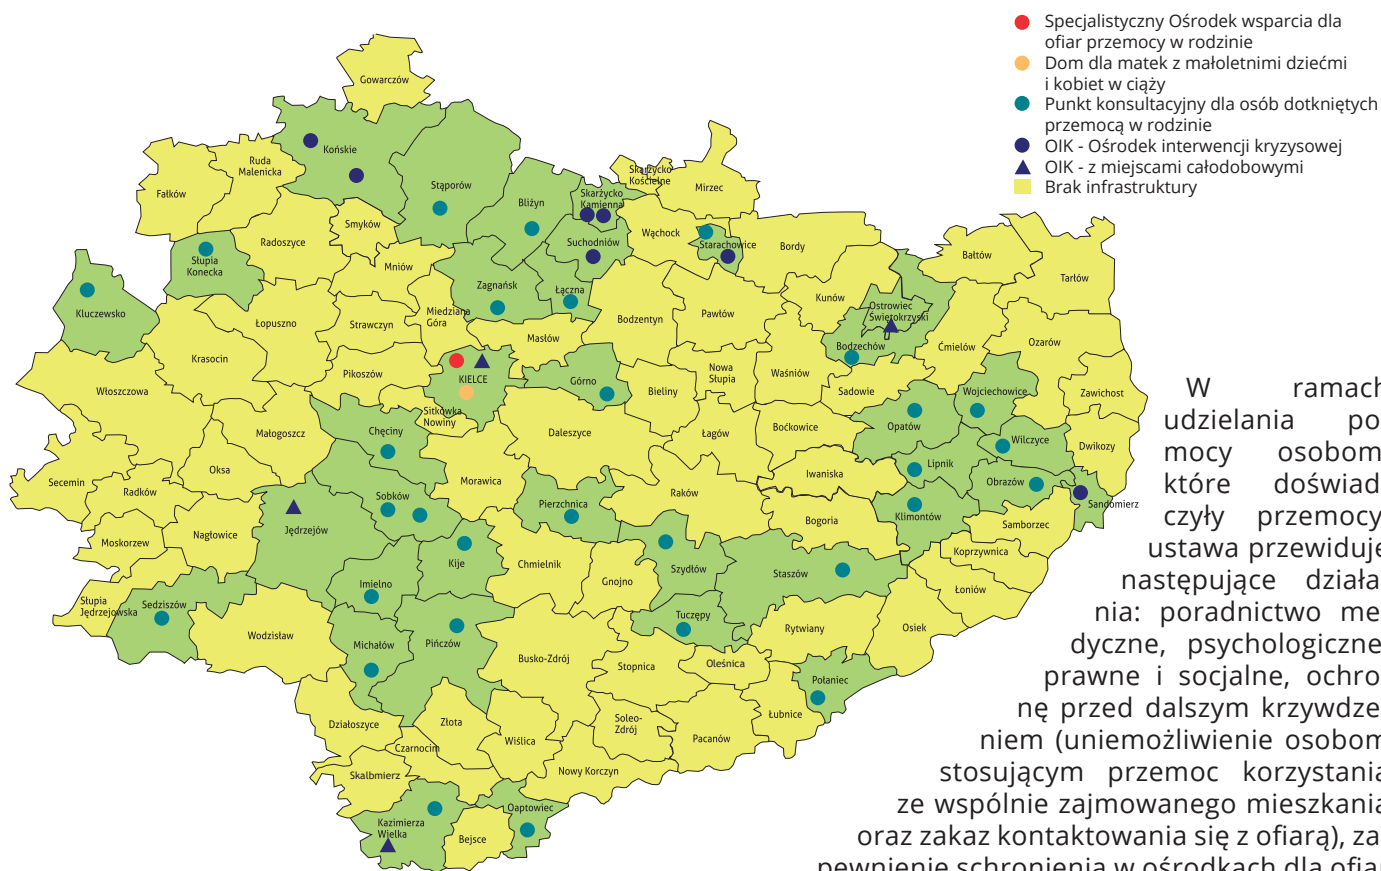 Specjalistyczny Ośrodek wsparcia dla
ofiar przemocy w rodzinie
Dom dla matek z małoletnimi dziećmi
i kobiet w ciąży
Punkt konsultacyjny dla osób dotkniętych
przemocą w rodzinie
OIK - Ośrodek interwencji kryzysowej
OIK - z miejscami całodobowymi
Brak infrastruktury
Gowarczów
Końskie
Ruda
Malenicka
Fałków
Stąporów
Skarżycko
Kościelne
Mirzec
Bliżyn
Skarżycko
Kamienna
Smyków
Radoszyce
Wąchock
Starachowice
Bordy
Suchodniów
Bałtów
Słupia
Konecka
Mniów
Tarłów
Zagnańsk
Łączna
Kunów
Ostrowiec
Świętokrzyski
Kluczewsko
Miedziana
Góra
Łopuszno
Strawczyn
Bodzentyn
Pawłów
Masłów
Bodzechów
Ćmielów
Ozarów
Krasocin
Pikoszów
KIELCE
Górno
Nowa
Słupia
Waśniów
Włoszczowa
Bieliny
Sadowie
Wojciechowice
Zawichost
Sitkówka
Nowiny
Małogoszcz
Chęciny
Daleszyce
Łagów
Boćkowice
Opatów
Wilczyce
Dwikozy
Oksa
Secemin
Radków
Morawica
Iwaniska
Lipnik
Obrazów
Sobków
Raków
Pierzchnica
Sandomierz
Jędrzejów
Bogoria
Klimontów
Samborzec
Moskorzew
Nagłowice
Koprzywnica
Kije
Chmielnik
Szydłów
Staszów
Imielno
Gnojno
Łoniów
Słupia
Jędrzejowska
Sedziszów
Tuczępy
Rytwiany
Osiek
Wodzisław
Michałów
Pińczów
Busko-Zdrój
Stopnica
Oleśnica
Połaniec
Działoszyce
Złota
Soleo-
Zdrój
Łubnice
Czarnocin
Wiślica
Pacanów
Skalbmierz
Nowy Korczyn
Oaptowiec
Kazimierza
Wielka
Bejsce
W ramach
udzielania po
mocy osobom
które doświad
czyły przemocy
ustawa przewiduje
następujące działa
nia: poradnictwo me
dyczne, psychologiczne
prawne i socjalne, ochro
nę przed dalszym krzywdze
niem (uniemożliwienie osobom
stosującym przemoc korzystania
ze wspólnie zajmowanego mieszkania
oraz zakaz kontaktowania się z ofiarą), za
pewnienie schronienia w ośrodkach dla ofiar